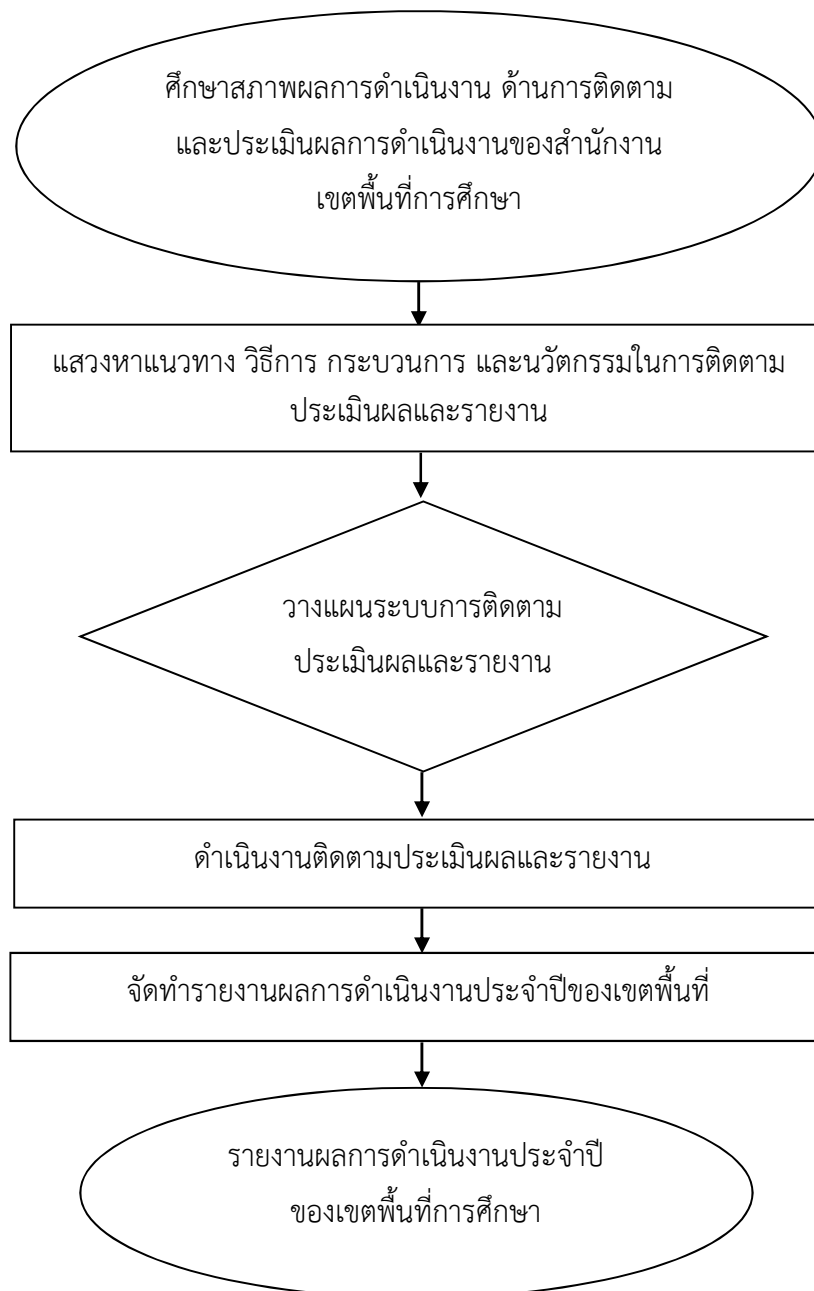 ศึกษาสภาพผลการดำเนินงาน ด้านการติดตาม
และประเมินผลการดำเนินงานของสำนักงาน
เขตพื้นที่การศึกษา
แสวงหาแนวทาง วิธีการ กระบวนการ และนวัตกรรมในการติดตาม
ประเมินผลและรายงาน
วางแผนระบบการติดตาม
ประเมินผลและรายงาน
ดำเนินงานติดตามประเมินผลและรายงาน
จัดทำรายงานผลการดำเนินงานประจำปีของเขตพื้นที่
รายงานผลการดำเนินงานประจำปี
ของเขตพื้นที่การศึกษา